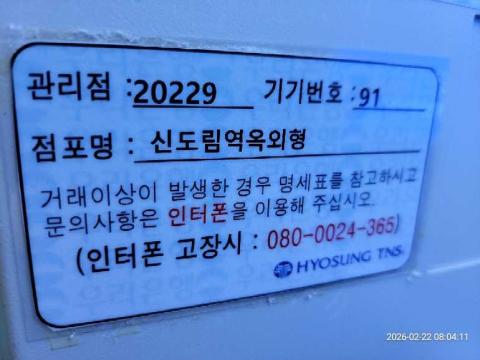 관리점 :20229 기기번호 :91
점포명 : 신도림역옥외형
거래이상이 발생한 경우 명세표를 참고하시고
문의사항은 인터폰을 이용해 주십시오.
(인터폰 고장시 : 080-0024-365)
HYOSUNG TNS.
2026-02-22 08:04:11